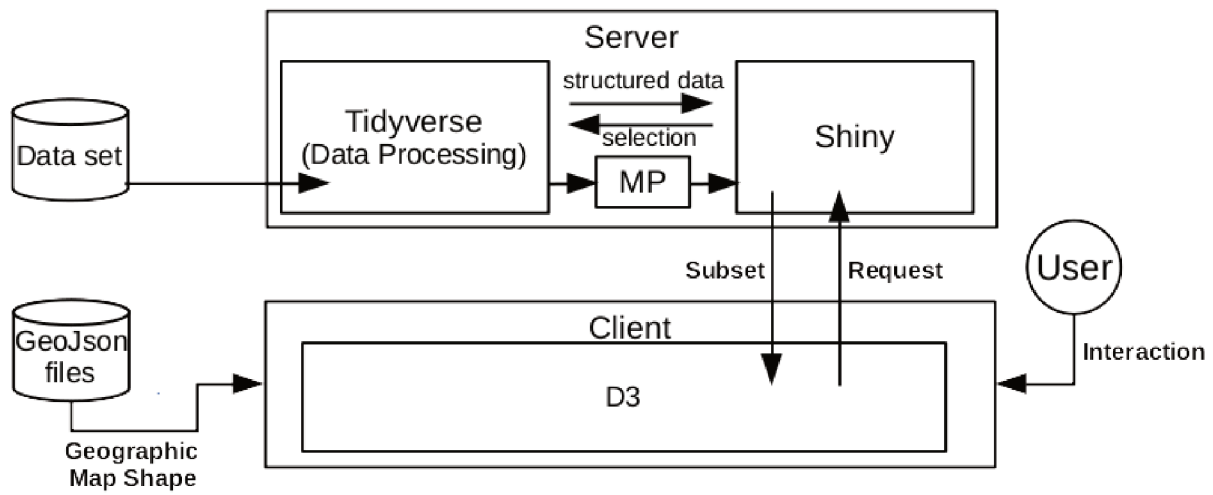 Server
structured data
Tidyverse
(Data Processing)
selection
MP
Shiny
Data set
Subset
Request
User
Interaction
GeoJson
files
Geographic
Map Shape
Client
D3